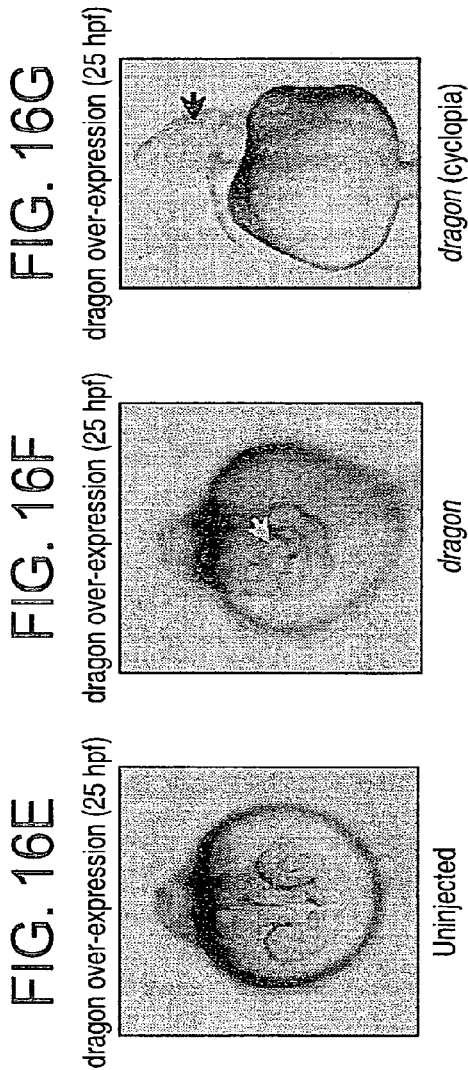 FIG. 16E
dragon over-expression (25 hpf)
Uninjected
FIG. 16F
dragon over-expression (25 hpf)
dragon
FIG. 16G
dragon over-expression (25 hpf)
dragon (cyclopia)